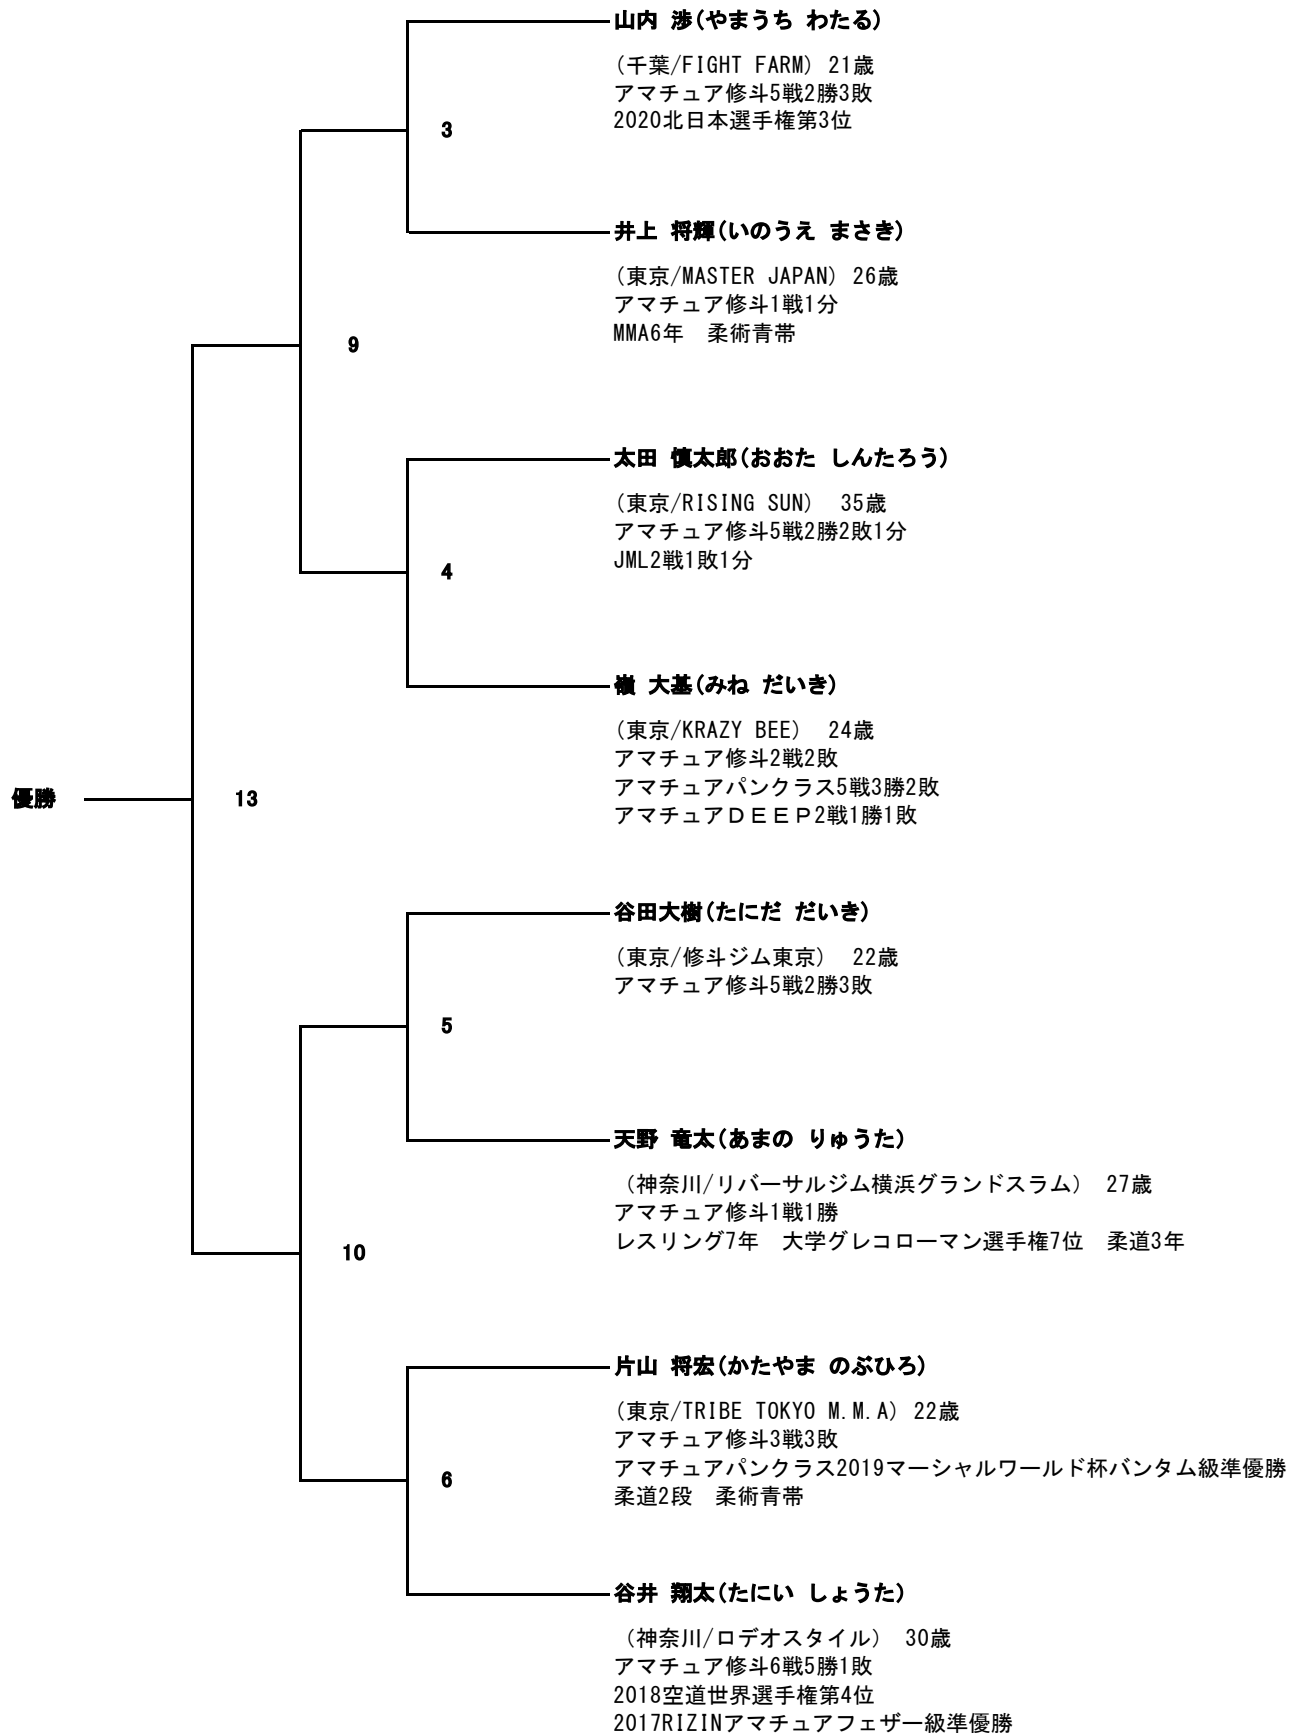 山内 渉(やまうち わたる)
(千葉/FIGHT FARM) 21歳
アマチュア修斗5戦2勝3敗
2020北日本選手権第3位
3
井上 将輝(いのうえ まさき)
(東京/MASTER JAPAN) 26歳
アマチュア修斗1戦1分
MMA6年　柔術青帯
9
太田 慎太郎(おおた しんたろう)
(東京/RISING SUN)　35歳
アマチュア修斗5戦2勝2敗1分
JML2戦1敗1分
4
嶺 大基(みね だいき)
(東京/KRAZY BEE)　24歳
アマチュア修斗2戦2敗
アマチュアパンクラス5戦3勝2敗
アマチュアＤＥＥＰ2戦1勝1敗
優勝
13
谷田大樹(たにだ だいき)
(東京/修斗ジム東京)　22歳
アマチュア修斗5戦2勝3敗
5
天野 竜太(あまの りゅうた)
(神奈川/リバーサルジム横浜グランドスラム)　27歳
アマチュア修斗1戦1勝
レスリング7年　大学グレコローマン選手権7位　柔道3年
10
片山 将宏(かたやま のぶひろ)
(東京/TRIBE TOKYO M.M.A) 22歳
アマチュア修斗3戦3敗
アマチュアパンクラス2019マーシャルワールド杯バンタム級準優勝
柔道2段　柔術青帯
6
谷井 翔太(たにい しょうた)
(神奈川/ロデオスタイル)　30歳
アマチュア修斗6戦5勝1敗
2018空道世界選手権第4位
2017RIZINアマチュアフェザー級準優勝